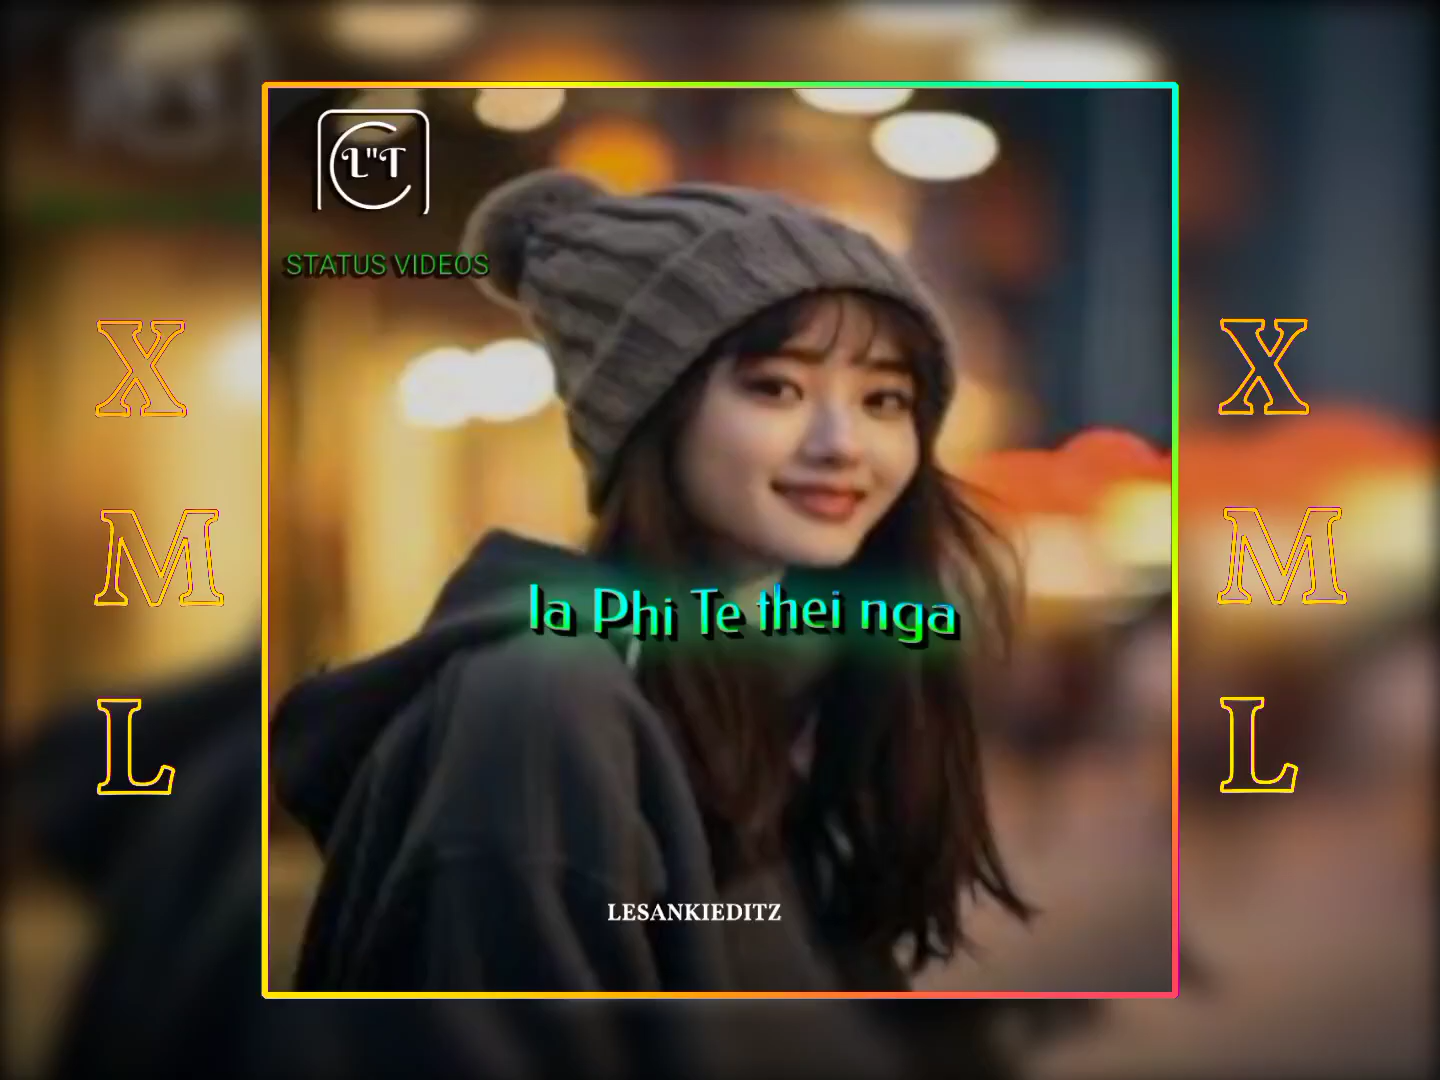 L"T
STATUS VIDEOS
X
M
L
X
M
L
la Phi Te thei nga
LESANKIEDITZ